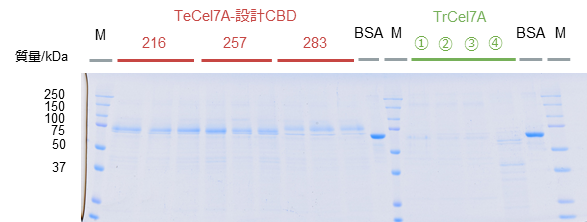 TeCel7A-設計CBD
TrCel7A
M 216 257 283 BSA M ① ② ③ ④ BSA M
質量/kDa
250
150
100
75
50
37